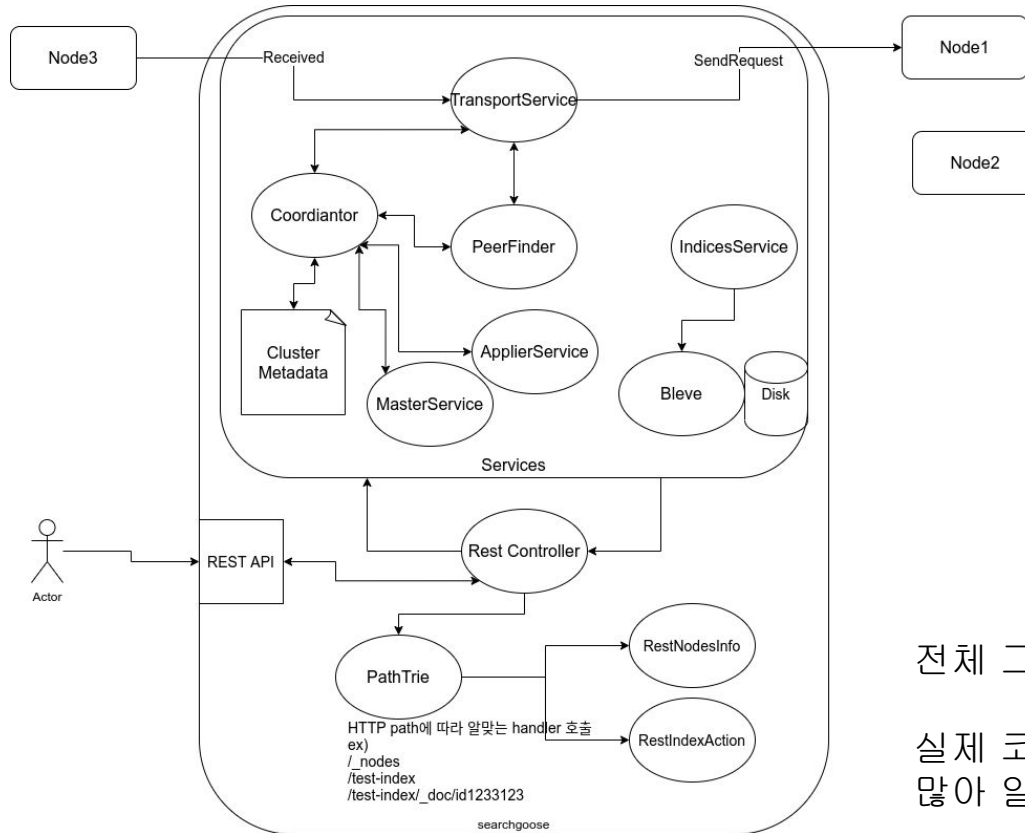 Node3
Received
SendRequest
Node1
TransportService
Node2
Coordiantor
PeerFinder
IndicesService
Cluster
Metadata
ApplierService
MasterService
Bleve
Disk
Services
Rest Controller
REST API
Actor
PathTrie
RestNodesInfo
HTTP path에 따라 알맞는 handler 호출
ex)
/_nodes
/test-index
/test-index/_doc/id1233123
RestIndexAction
전체 그
실제 코
많아 일
searchgoose